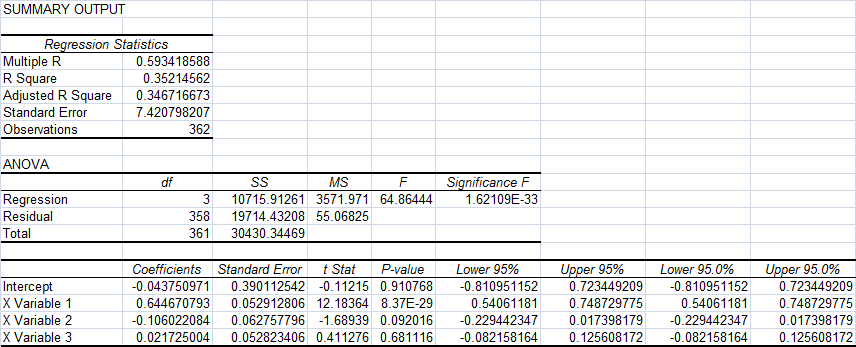 SUMMARY OUTPUT
Regression Statistics
Multiple R 0.593418588
R Square 0.35214562
Adjusted R Square 0.346716673
Standard Error 7.420798207
Observations 362
ANOVA
df SS MS F Significance F
Regression 3 10715.91261 3571.971 64.86444 1.62109E-33
Residual 358 19714.43208 55.06825
Total 361 30430.34469
Coefficients Standard Error t Stat P-value Lower 95% Upper 95% Lower 95.0% Upper 95.0%
Intercept -0.043750971 0.390112542 -0.11215 0.910768 -0.810951152 0.723449209 -0.810951152 0.723449209
X Variable 1 0.644670793 0.052912806 12.18364 8.37E-29 0.54061181 0.748729775 0.54061181 0.748729775
X Variable 2 -0.106022084 0.062757796 -1.68939 0.092016 -0.229442347 0.017398179 -0.229442347 0.017398179
X Variable 3 0.021725004 0.052823406 0.411276 0.681116 -0.082158164 0.125608172 -0.082158164 0.125608172